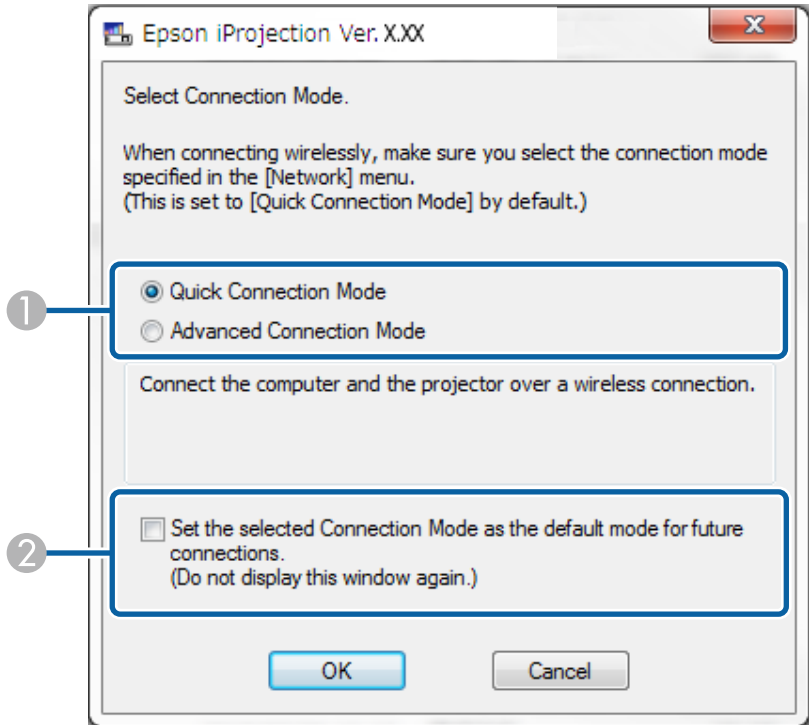 Epson iProjection Ver. X.XX
Select Connection Mode.
When connecting wirelessly, make sure you select the connection mode
specified in the [Network] menu.
(This is set to [Quick Connection Mode] by default.)
1
Quick Connection Mode
Advanced Connection Mode
Connect the computer and the projector over a wireless connection.
2
Set the selected Connection Mode as the default mode for future
connections.
(Do not display this window again.)
OK Cancel